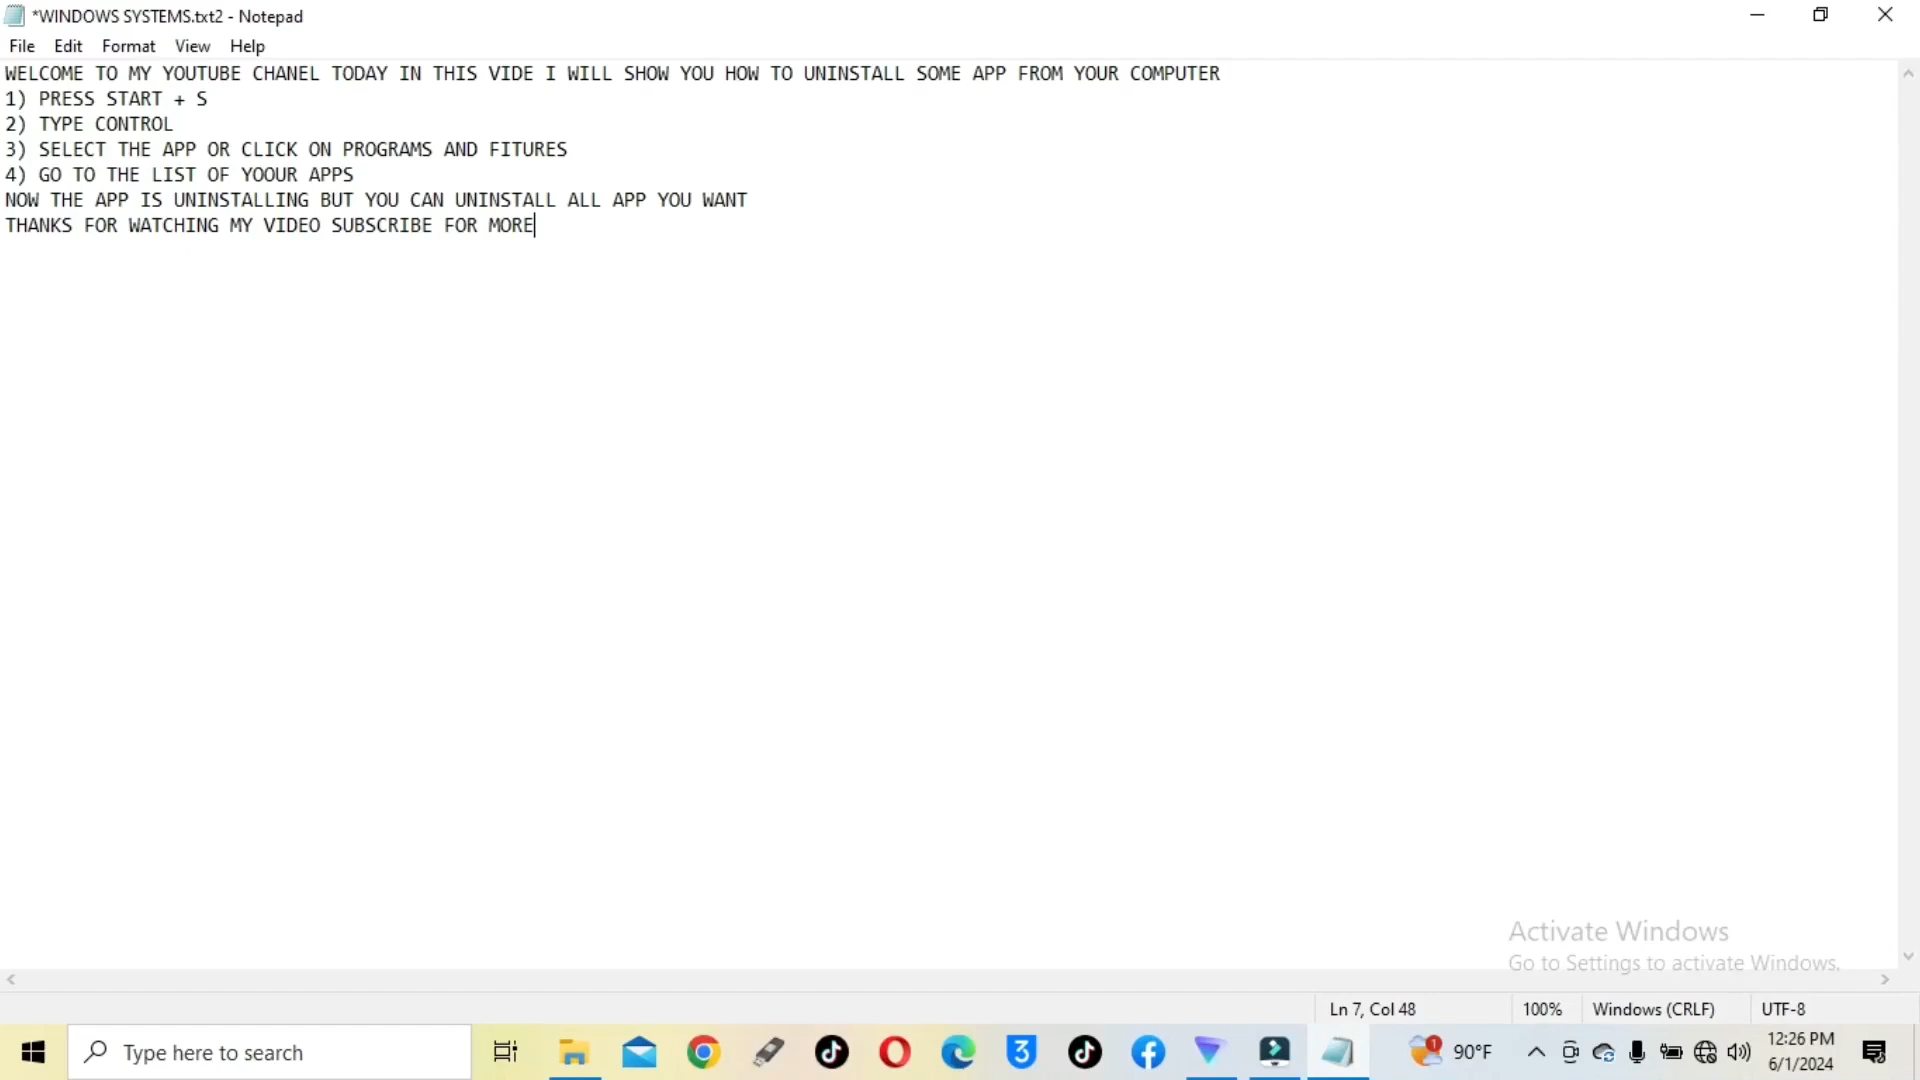 *WINDOWS SYSTEMS.txt2 - Notepad
File Edit Format View Help
WELCOME TO MY YOUTUBE CHANEL TODAY IN THIS VIDE I WILL SHOW YOU HOW TO UNINSTALL SOME APP FROM YOUR COMPUTER
1) PRESS START + S
2) TYPE CONTROL
3) SELECT THE APP OR CLICK ON PROGRAMS AND FITURES
4) GO TO THE LIST OF YOOUR APPS
NOW THE APP IS UNINSTALLING BUT YOU CAN UNINSTALL ALL APP YOU WANT
THANKS FOR WATCHING MY VIDEO SUBSCRIBE FOR MORE
Activate Windows
Go to Settings to activate Windows.
Ln 7, Col 48 100% Windows (CRLF) UTF-8
Type here to search 3 1 90°F 12:26 PM
6/1/2024